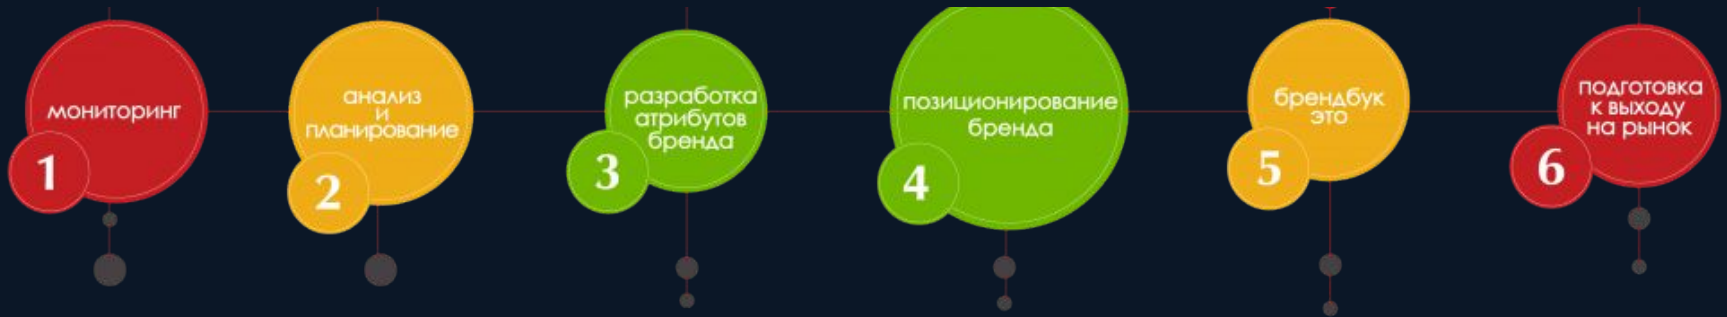 мониторинг
1
анализ
и
планирование
2
разработка
атрибутов
бренда
3
позиционирование
бренда
4
брендбук
это
5
подготовка
к выходу
на рынок
6